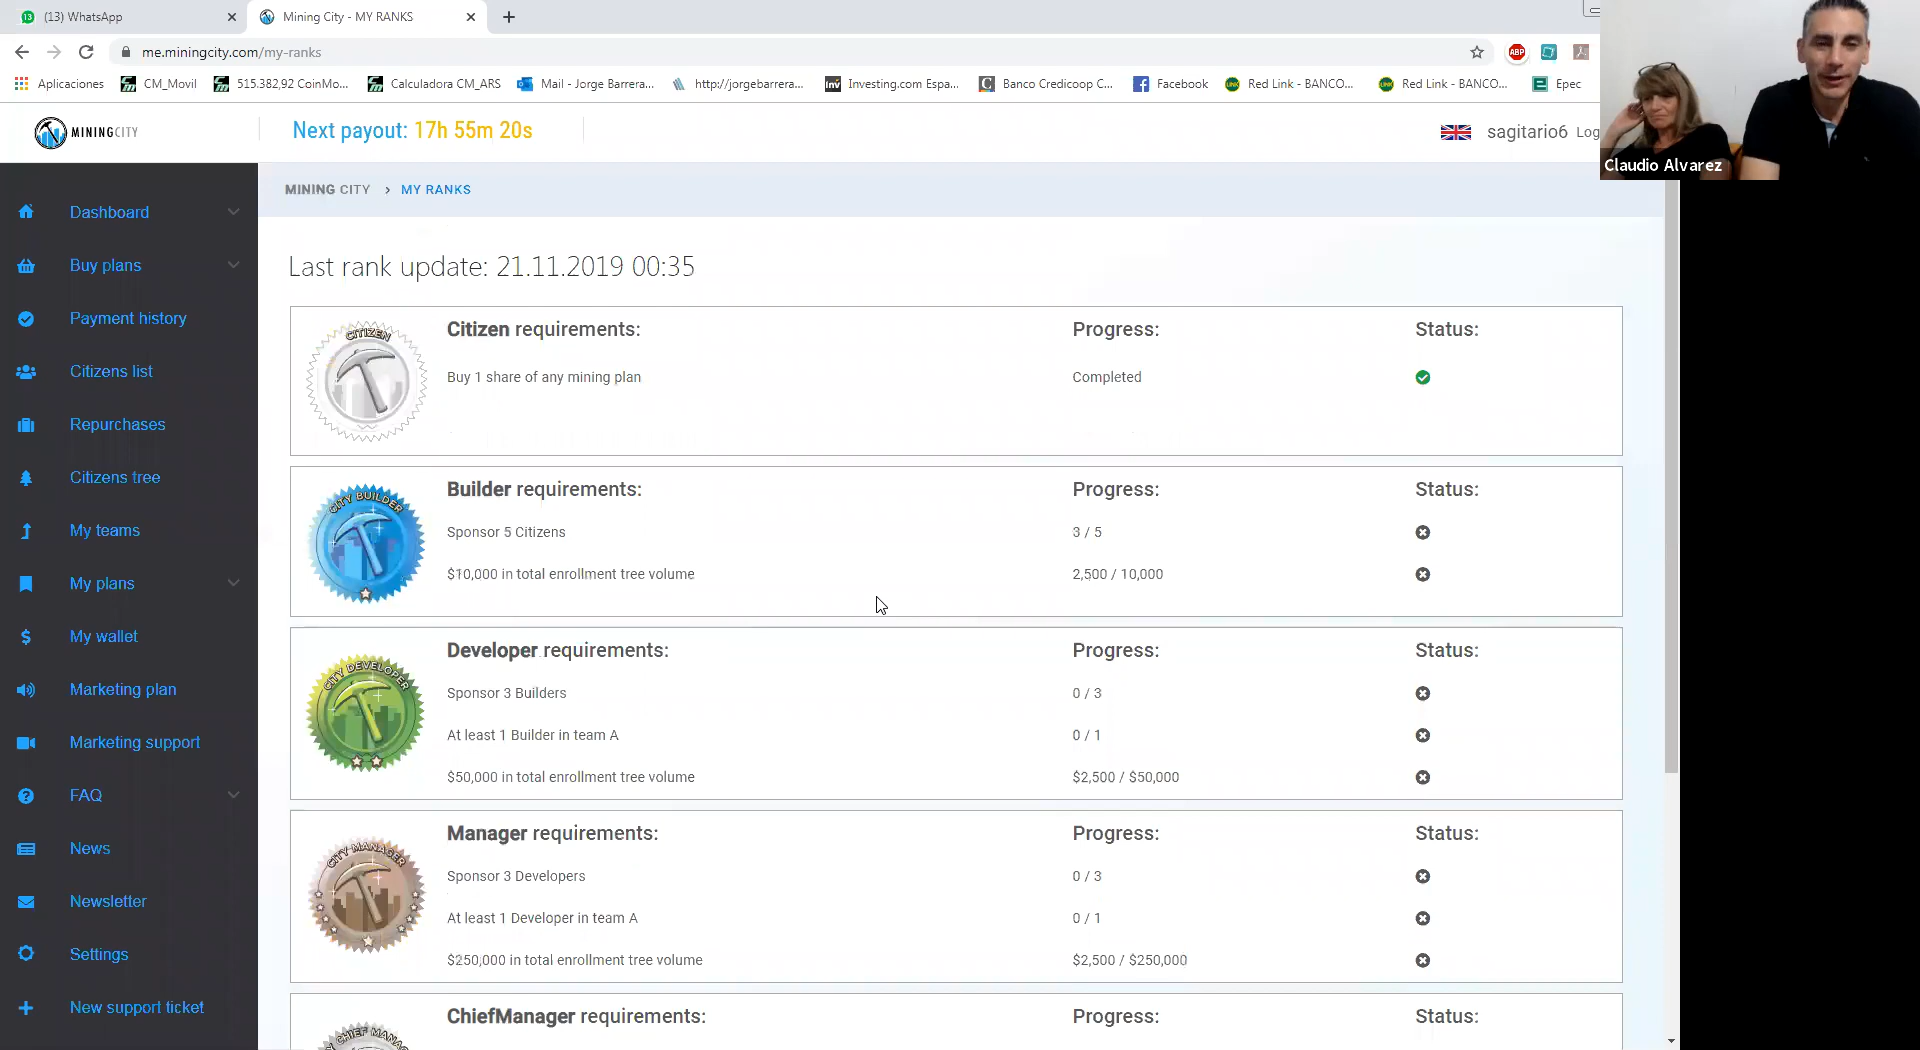 (13) WhatsApp
Mining City - MY RANKS
me.miningcity.com/my-ranks
ABP
Aplicaciones
CM_Movil
515.382,92 CoinMo...
Calculadora CM_ARS
Mail - Jorge Barrera...
http://jorgebarrera...
Investing.com Espa...
Banco Credicoop C...
Facebook
Red Link - BANCO...
Red Link - BANCO...
Epec
MININGCITY
Next payout: 17h 55m 20s
sagitario6 Log
Claudio Alvarez
MINING CITY > MY RANKS
Dashboard
Buy plans
Payment history
Citizens list
Repurchases
Citizens tree
My teams
My plans
My wallet
Marketing plan
Marketing support
FAQ
News
Newsletter
Settings
New support ticket
Last rank update: 21.11.2019 00:35
CITIZEN
Citizen requirements: Progress: Status:
Buy 1 share of any mining plan Completed
CITY BUILDER
Builder requirements: Progress: Status:
Sponsor 5 Citizens 3 / 5
$10,000 in total enrollment tree volume 2,500 / 10,000
CITY DEVELOPER
Developer requirements: Progress: Status:
Sponsor 3 Builders 0 / 3
At least 1 Builder in team A 0 / 1
$50,000 in total enrollment tree volume $2,500 / $50,000
CITY MANAGER
Manager requirements: Progress: Status:
Sponsor 3 Developers 0 / 3
At least 1 Developer in team A 0 / 1
$250,000 in total enrollment tree volume $2,500 / $250,000
ChiefManager requirements: Progress: Status: